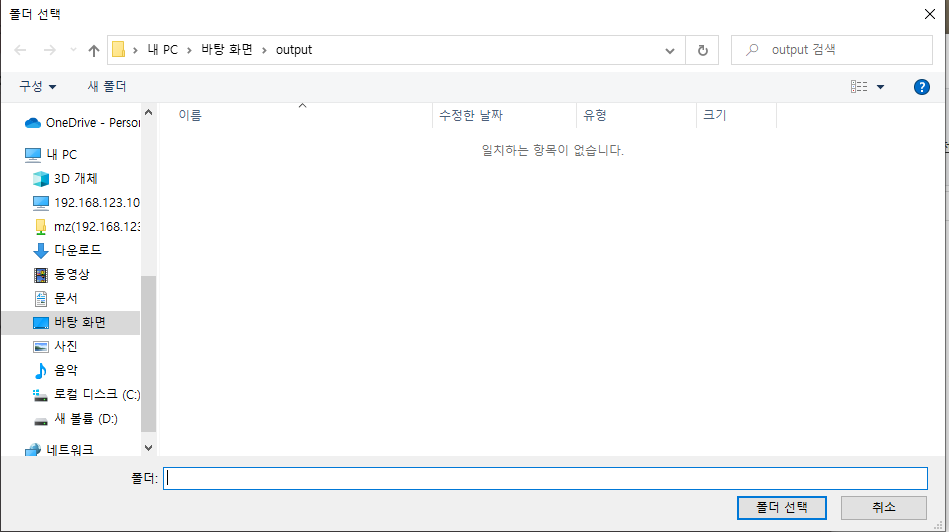 폴더 선택
내 PC > 바탕 화면 > output
output 검색
구성
새 폴더
이름
수정한 날짜
유형
크기
일치하는 항목이 없습니다.
OneDrive - Person
내 PC
3D 개체
192.168.123.10
mz(192.168.123
다운로드
동영상
문서
바탕 화면
사진
음악
로컬 디스크 (C:)
새 볼륨 (D:)
네트워크
폴더:
폴더 선택
취소